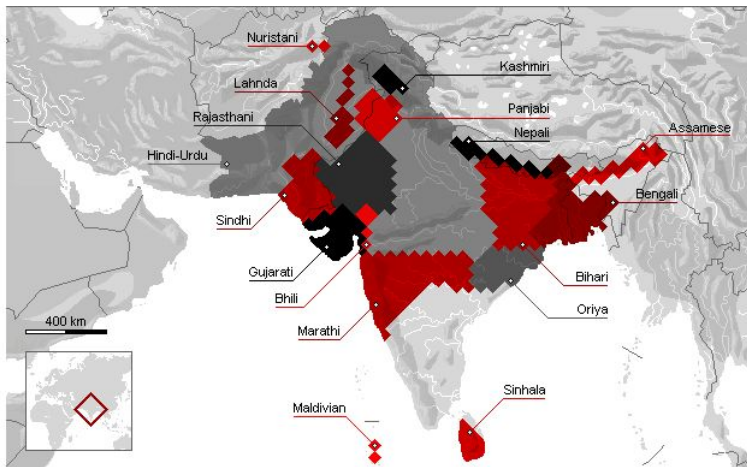 Nuristani
Kashmiri
Lahnda
Panjabi
Rajasthani
Nepali
Assamese
Hindi-Urdu
Bengali
Sindhi
Gujarati
Bihari
Bhili
Oriya
Marathi
400 km
Sinhala
Maldivian